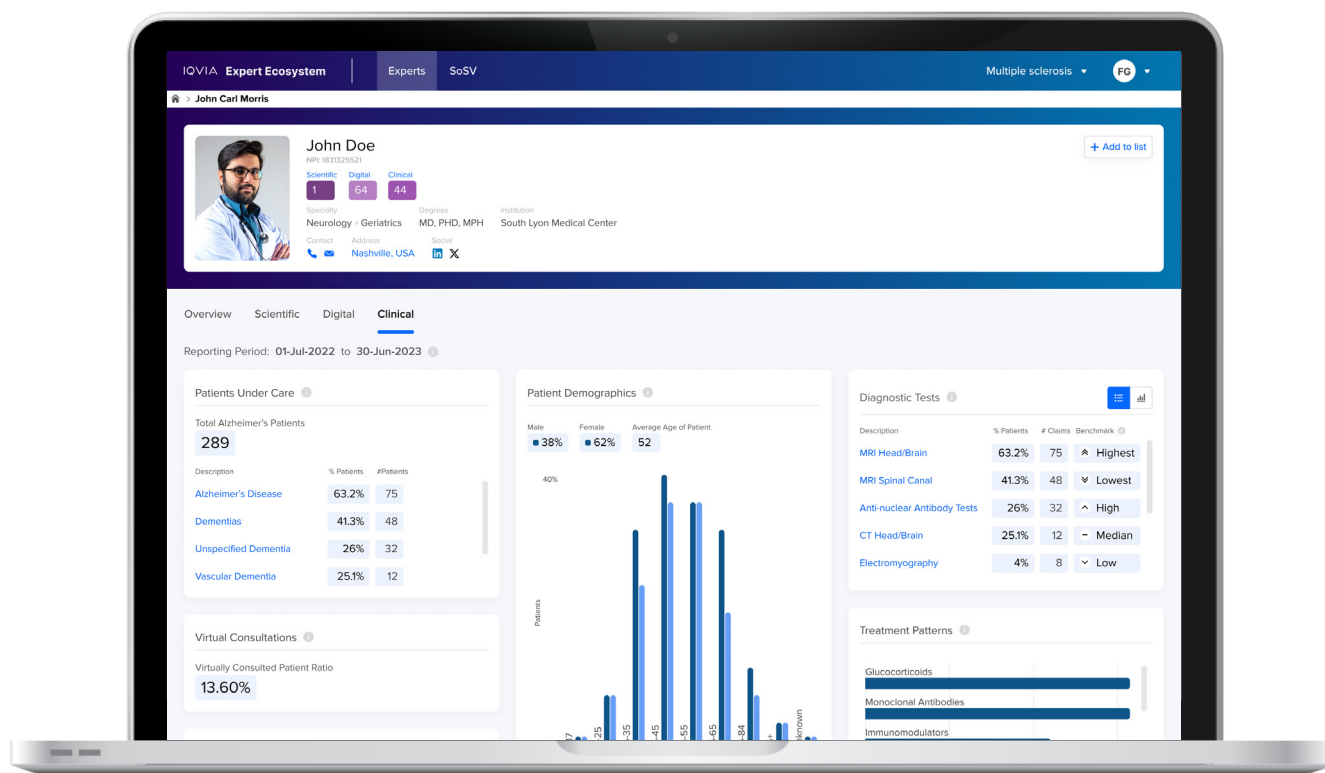 IQVIA Expert Ecosystem
Experts
SoSV
Multiple sclerosis
FG
> John Carl Morris
John Doe
NPI: 1831325521
Scientific Digital Clinical
1 64 44
Specialty Degrees Institution
Neurology - Geriatrics MD, PHD, MPH South Lyon Medical Center
Contact Address Social
Nashville, USA
+ Add to list
Overview Scientific Digital Clinical
Reporting Period: 01-Jul-2022 to 30-Jun-2023
Patients Under Care
Total Alzheimer's Patients
289
Description % Patients #Patients
Alzheimer's Disease 63.2% 75
Dementias 41.3% 48
Unspecified Dementia 26% 32
Vascular Dementia 25.1% 12
Virtual Consultations
Virtually Consulted Patient Ratio
13.60%
Patient Demographics
Male Female Average Age of Patient
38% 62% 52
40%
Patients
Diagnostic Tests
Description % Patients # Claims Benchmark
MRI Head/Brain 63.2% 75 Highest
MRI Spinal Canal 41.3% 48 Lowest
Anti-nuclear Antibody Tests 26% 32 High
CT Head/Brain 25.1% 12 Median
Electromyography 4% 8 Low
Treatment Patterns
Glucocorticoids
Monoclonal Antibodies
Immunomodulators